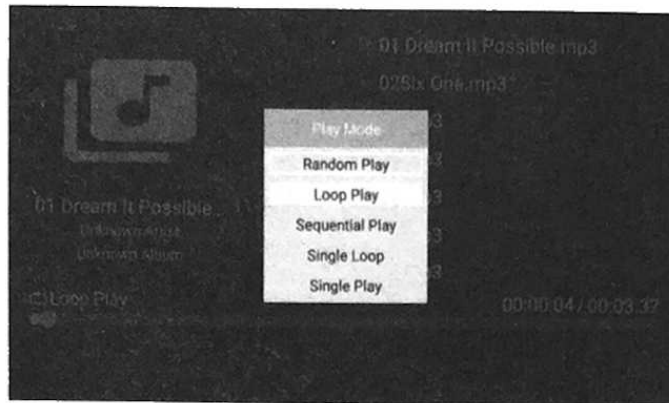 01 Dream It Possible.mp3
02Six One.mp3
Play Mode
Random Play
Loop Play
Sequential Play
Single Loop
Single Play
3
3
3
3
p3
01 Dream It Possible
Unknown Artist
Unknown Album
Loop Play
00:00:04/00:03:37